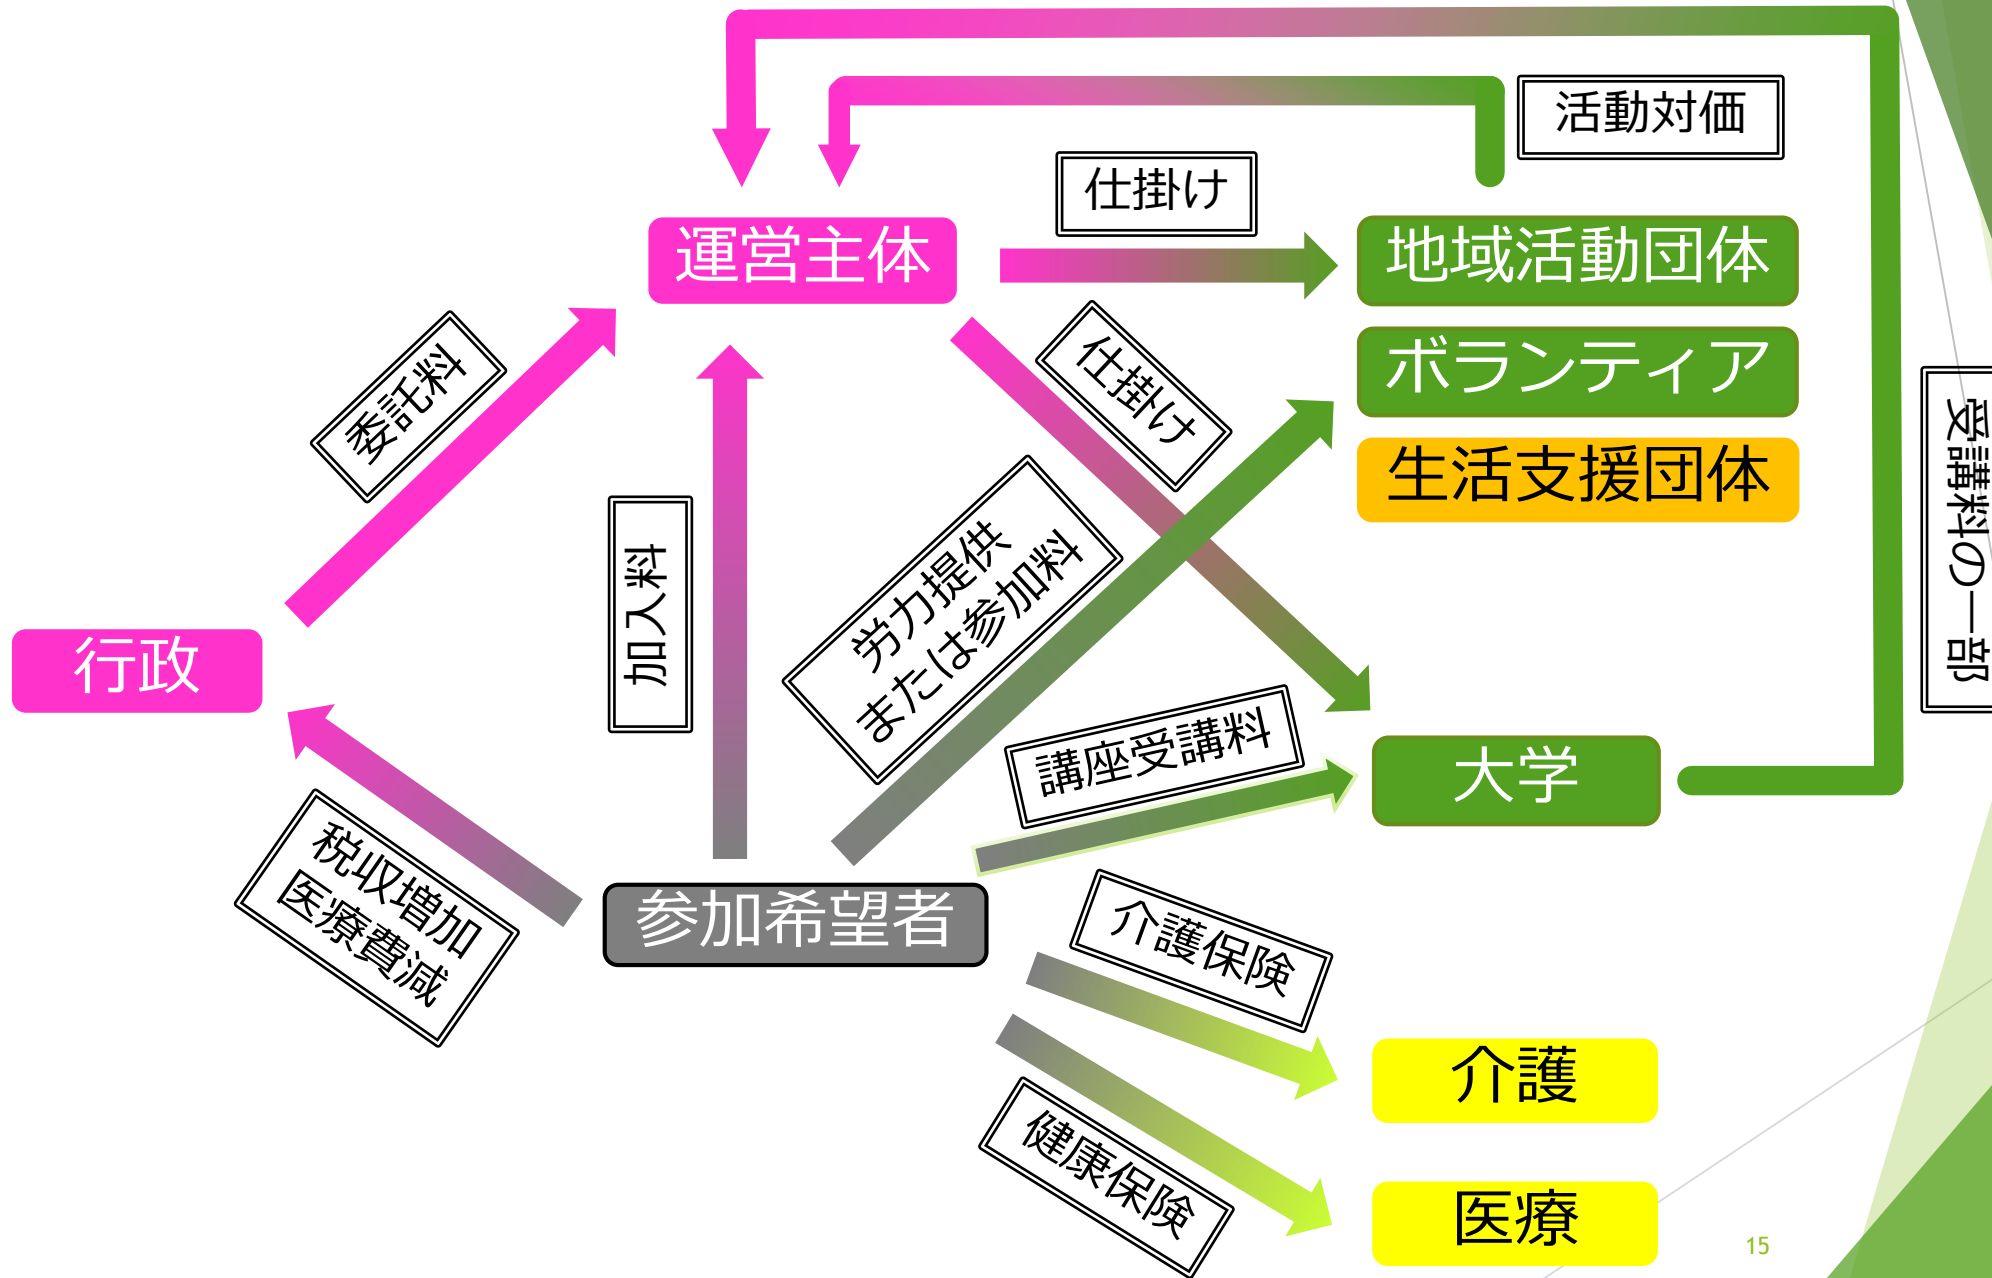 活動対価
仕掛け
運営主体
地域活動団体
委託料
仕掛け
ボランティア
生活支援団体
受講料の一部
加入料
労力提供
または参加料
行政
講座受講料
大学
税収増加
医療費減
参加希望者
介護保険
介護
健康保険
医療
15